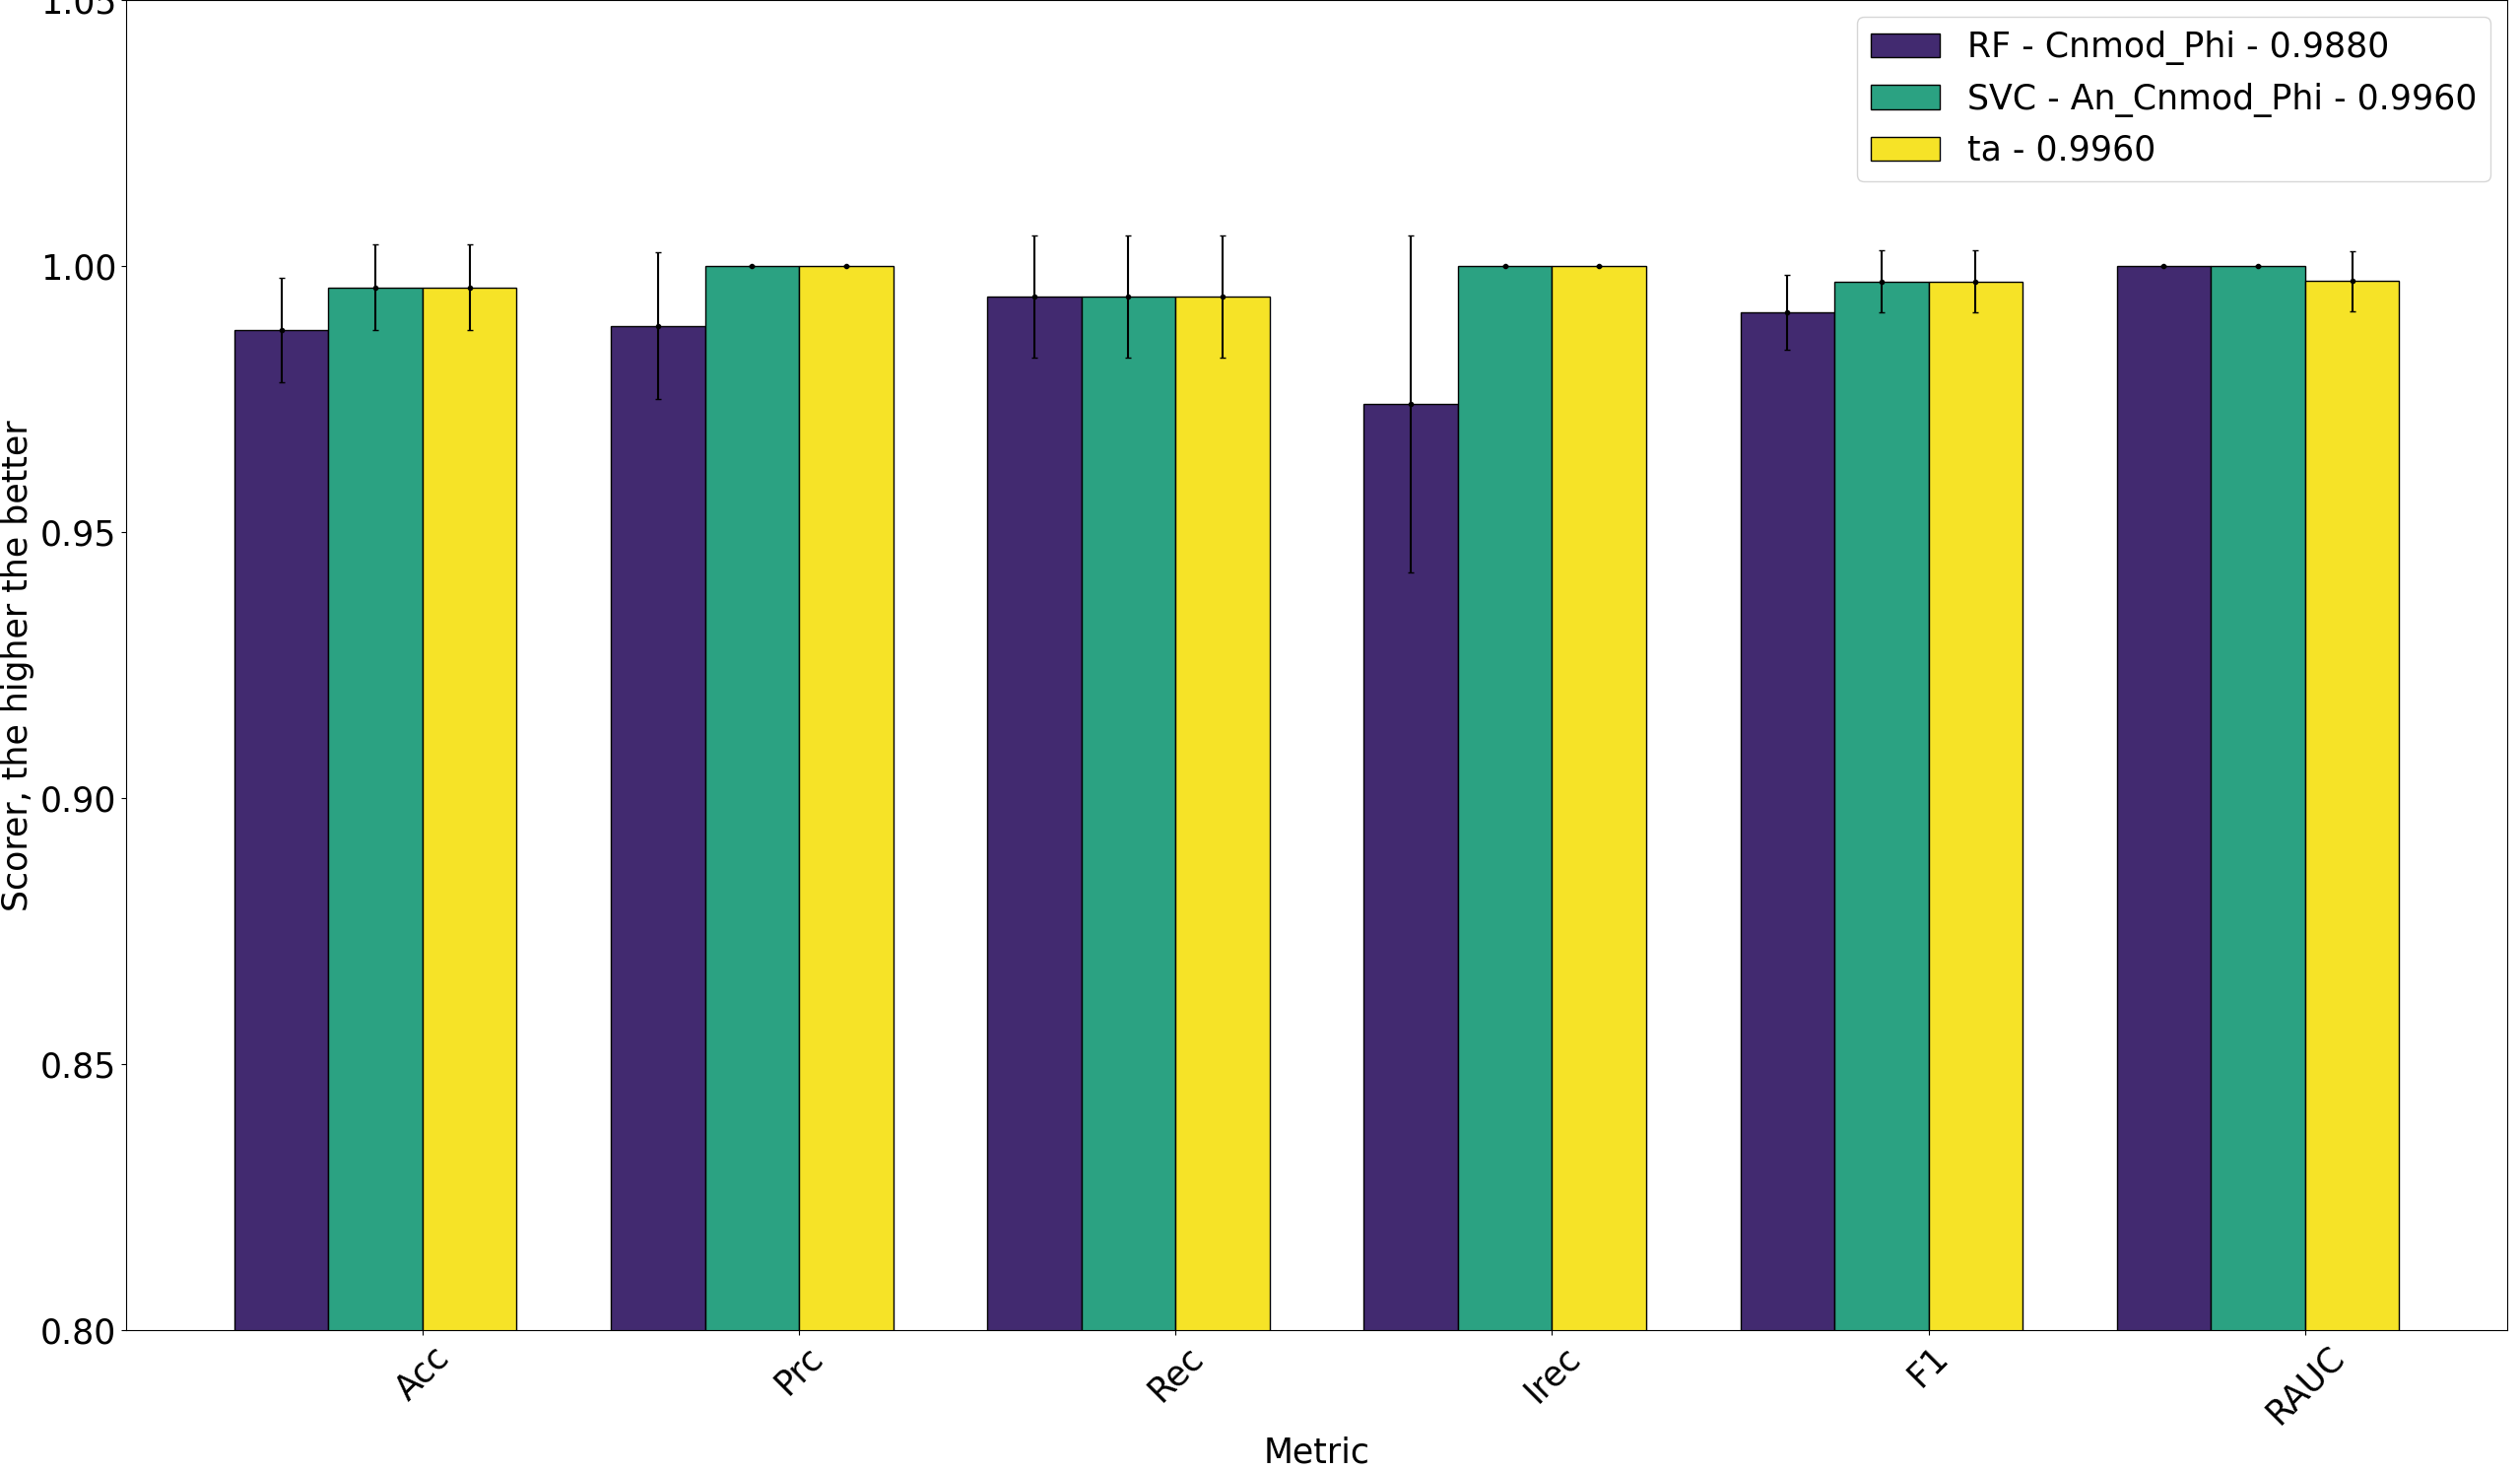 RF - Cnmod_Phi - 0.9880
SVC - An_Cnmod_Phi - 0.9960
ta - 0.9960
1.05
1.00
0.95
0.90
0.85
0.80
Scorer, the higher the better
Acc
Prc
Rec
Irec
F1
RAUC
Metric